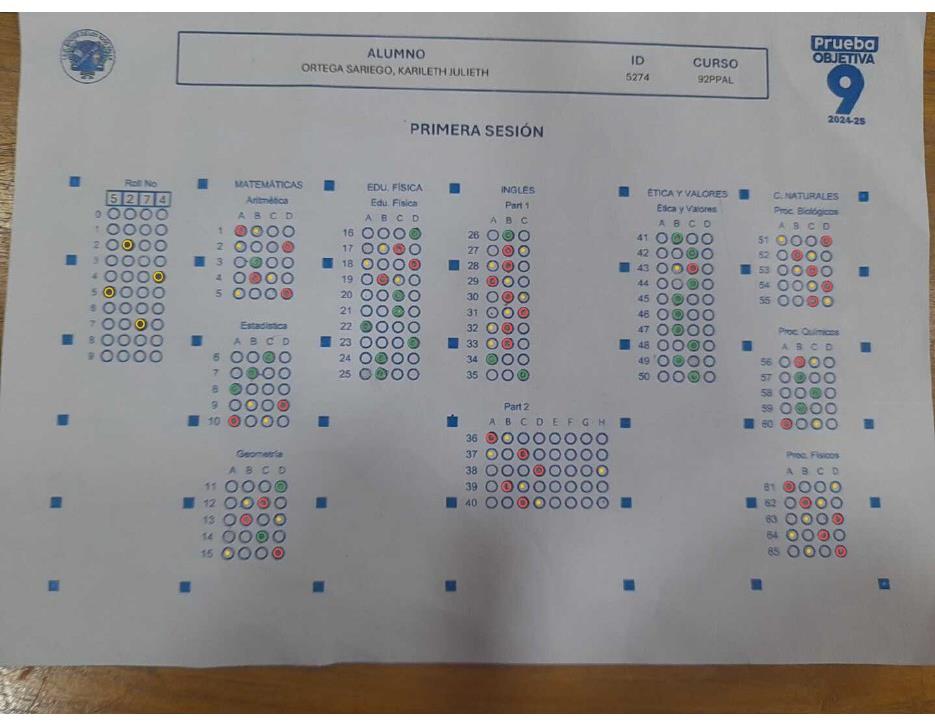 ALUMNO
ORTEGA SARIEGO, KARILETH JULIETH
ID
5274
CURSO
92PPAL
Prueba
OBJETIVA
9
2024-25
PRIMERA SESIÓN
Roll No
5 2 7 4
0
1
2
3
4
5
6
7
8
9
MATEMÁTICAS
Aritmética
A B C D
1
2
3
4
5
Estadística
A B C D
6
7
8
9
10
Geometría
A B C D
11
12
13
14
15
EDU. FÍSICA
Edu. Física
A B C D
16
17
18
19
20
21
22
23
24
25
INGLÉS
Part 1
A B C
26
27
28
29
30
31
32
33
34
35
Part 2
A B C D E F G H
36
37
38
39
40
ÉTICA Y VALORES
Ética y Valores
A B C D
41
42
43
44
45
46
47
48
49
50
C. NATURALES
Proc. Biológicos
A B C D
51
52
53
54
55
Proc. Químicos
A B C D
56
57
58
59
60
Proc. Físicos
A B C D
61
62
63
64
65